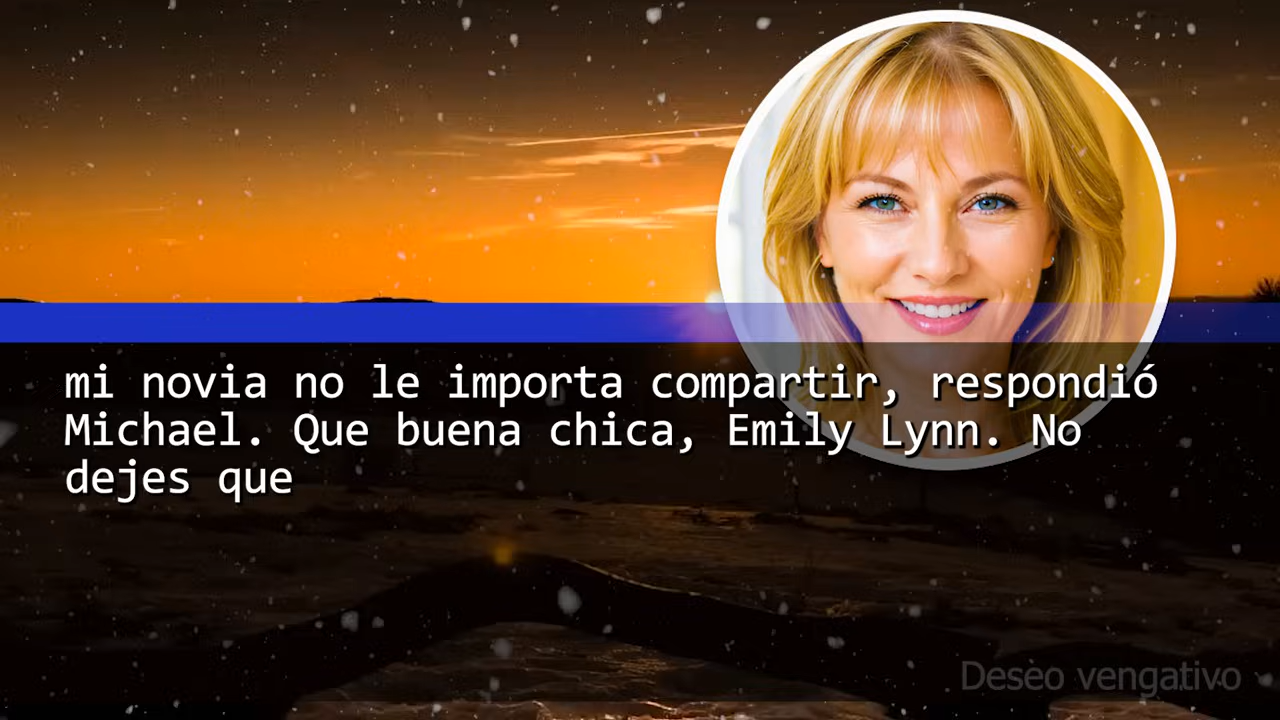 mi novia no le importa compartir, respondió
Michael. Que buena chica, Emily Lynn. No
dejes que
Deseo vengativo